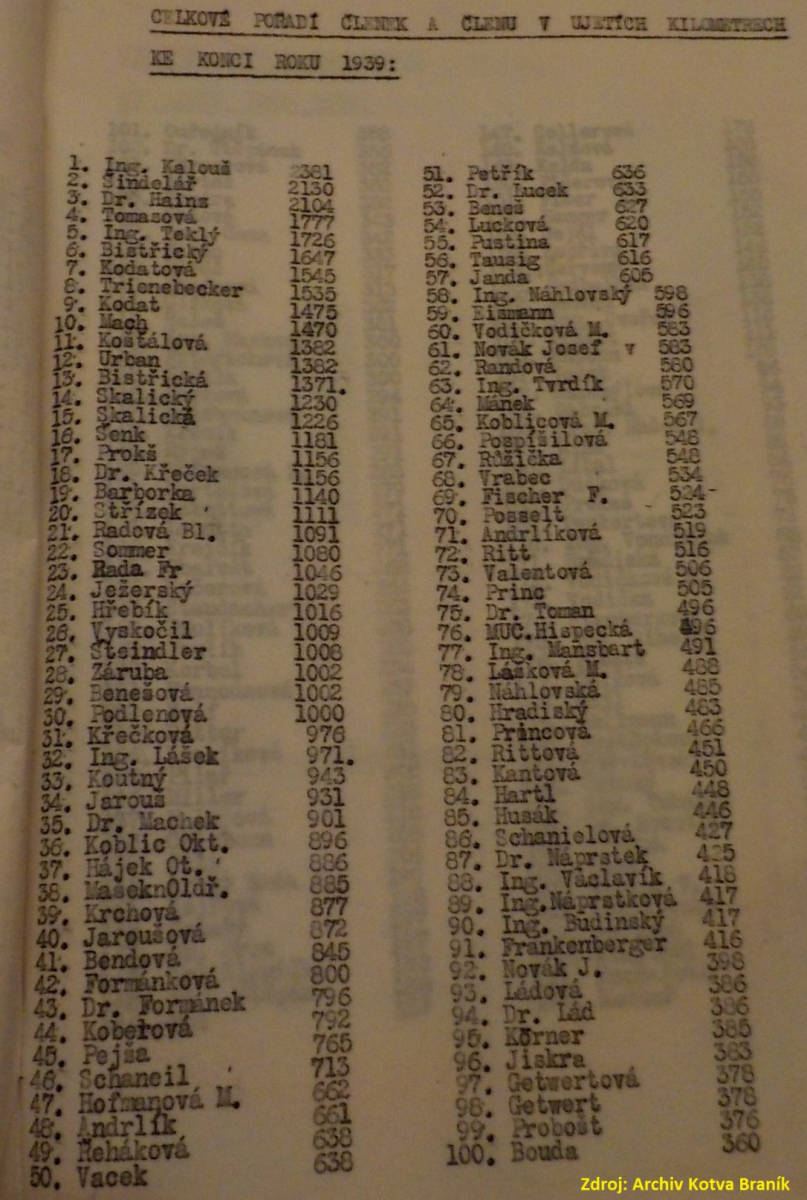 CELKOVÉ POŘADÍ ČLENEK A ČLENU V UJETÍCH KILOMETRECH
KE KONCI ROKU 1939:
1. Ing. Kalouš 2381
2. Šindelář 2130
3. Dr. Hains 2104
4. Tomasová 1777
5. Ing. Teklý 1726
6. Bistřický 1647
7. Kodatová 1545
8. Tricnebecker 1535
9. Kodat 1475
10. Mach 1470
11. Koštálová 1382
12. Urban 1382
13. Bistřická 1371.
14. Skalický 1230
15. Skalická 1226
16. Šenk 1181
17. Prokš 1156
18. Dr. Křeček 1156
19. Barborka 1140
20. Střízek 1111
21. Radová Bl. 1091
22. Sommer 1080
23. Rada Fr 1046
24. Ježerský 1029
25. Hřebík 1016
26. Vyskočil 1009
27. Steindler 1008
28. Záruba 1002
29. Benešová 1002
30. Podlenová 1000
31. Křečková 976
32. Ing. Lášek 971.
33. Koutný 943
34. Jarouš 931
35. Dr. Machek 901
36. Koblic Okt. 896
37. Hájek Ot. 886
38. MašeknOldř. 885
39. Krchová 877
40. Jaroušová 872
41. Bendová 845
42. Formánková 800
43. Dr. Formánek 796
44. Koberová 792
45. Pejša 765
46. Schancil 713
47. Hofmanová M. 662
48. Andrlík 661
49. Řeháková 638
50. Vacek 638
51. Petřík 636
52. Dr. Lucek 633
53. Beneš 627
54. Lucková 620
55. Pustina 617
56. Tausig 616
57. Janda 605
58. Ing. Náhlovský 598
59. Eismann 596
60. Vodičková M. 583
61. Novák Josef v 583
62. Randová 580
63. Ing. Tvrdík 570
64. Mánek 569
65. Koblicová M. 567
66. Pospíšilová 548
67. Růžička 548
68. Vrabec 534
69. Fischer F. 524-
70. Posselt 523
71. Andrlíková 519
72. Ritt 516
73. Valentová 506
74. Princ 505
75. Dr. Toman 496
76. MUC.Hispecká 496
77. Ing. Mansbart 491
78. Lášková M. 488
79. Náhlovská 485
80. Hradiský 483
81. Princová 466
82. Rittová 451
83. Kantová 450
84. Hartl 448
85. Husák 446
86. Schanielová 427
87. Dr. Náprstek 425
88. Ing. Václavík 418
89. Ing.Náprstková 417
90. Ing. Budinský 417
91. Frankenberger 416
92. Novák J. 398
93. Ládová 386
94. Dr. Lád 386
95. Körner 385
96. Jiskra 383
97. Getwertová 378
98. Getwert 378
99. Probošt 376
100. Bouda 360
Zdroj: Archiv Kotva Braník